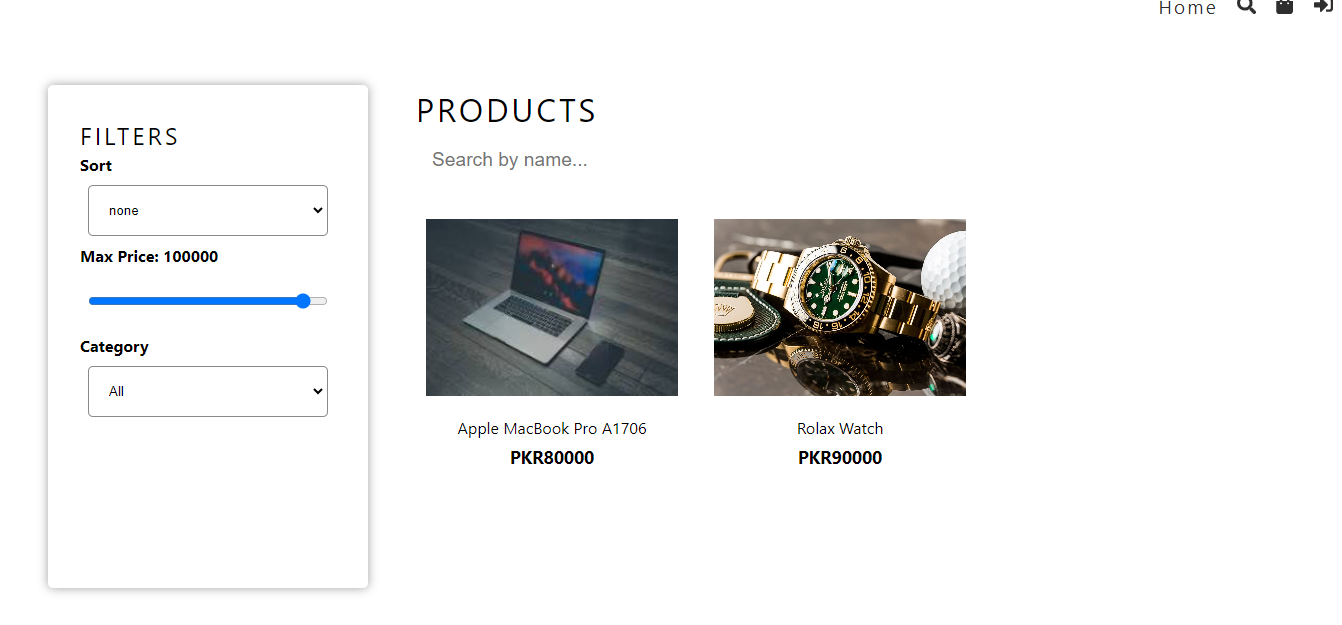 Home
FILTERS
Sort
none
Max Price: 100000
Category
All
PRODUCTS
Search by name...
Apple MacBook Pro A1706
PKR80000
Rolax Watch
PKR90000